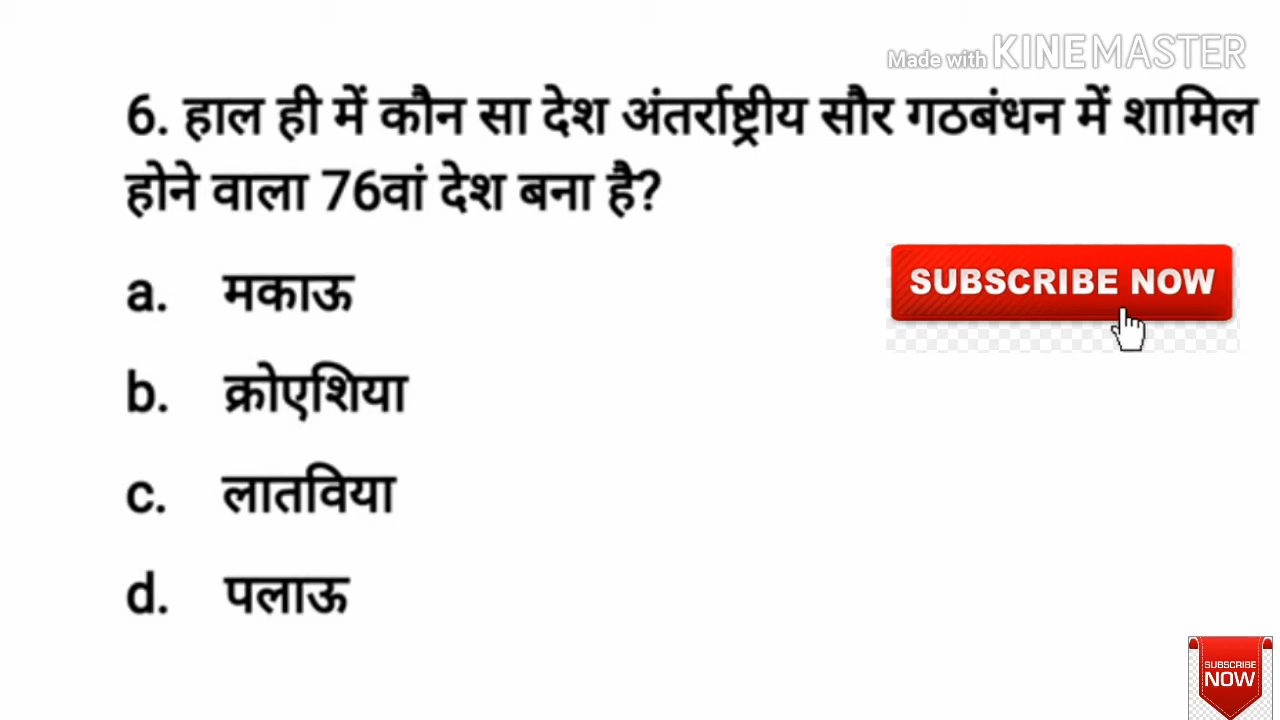 Made with KINEMASTER
6. हाल ही में कौन सा देश अंतर्राष्ट्रीय सौर गठबंधन में शामिल
होने वाला 76वां देश बना है?
SUBSCRIBE NOW
a. मकाऊ
b. क्रोएशिया
c. लातविया
d. पलाऊ
SUBSCRIBE
NOW